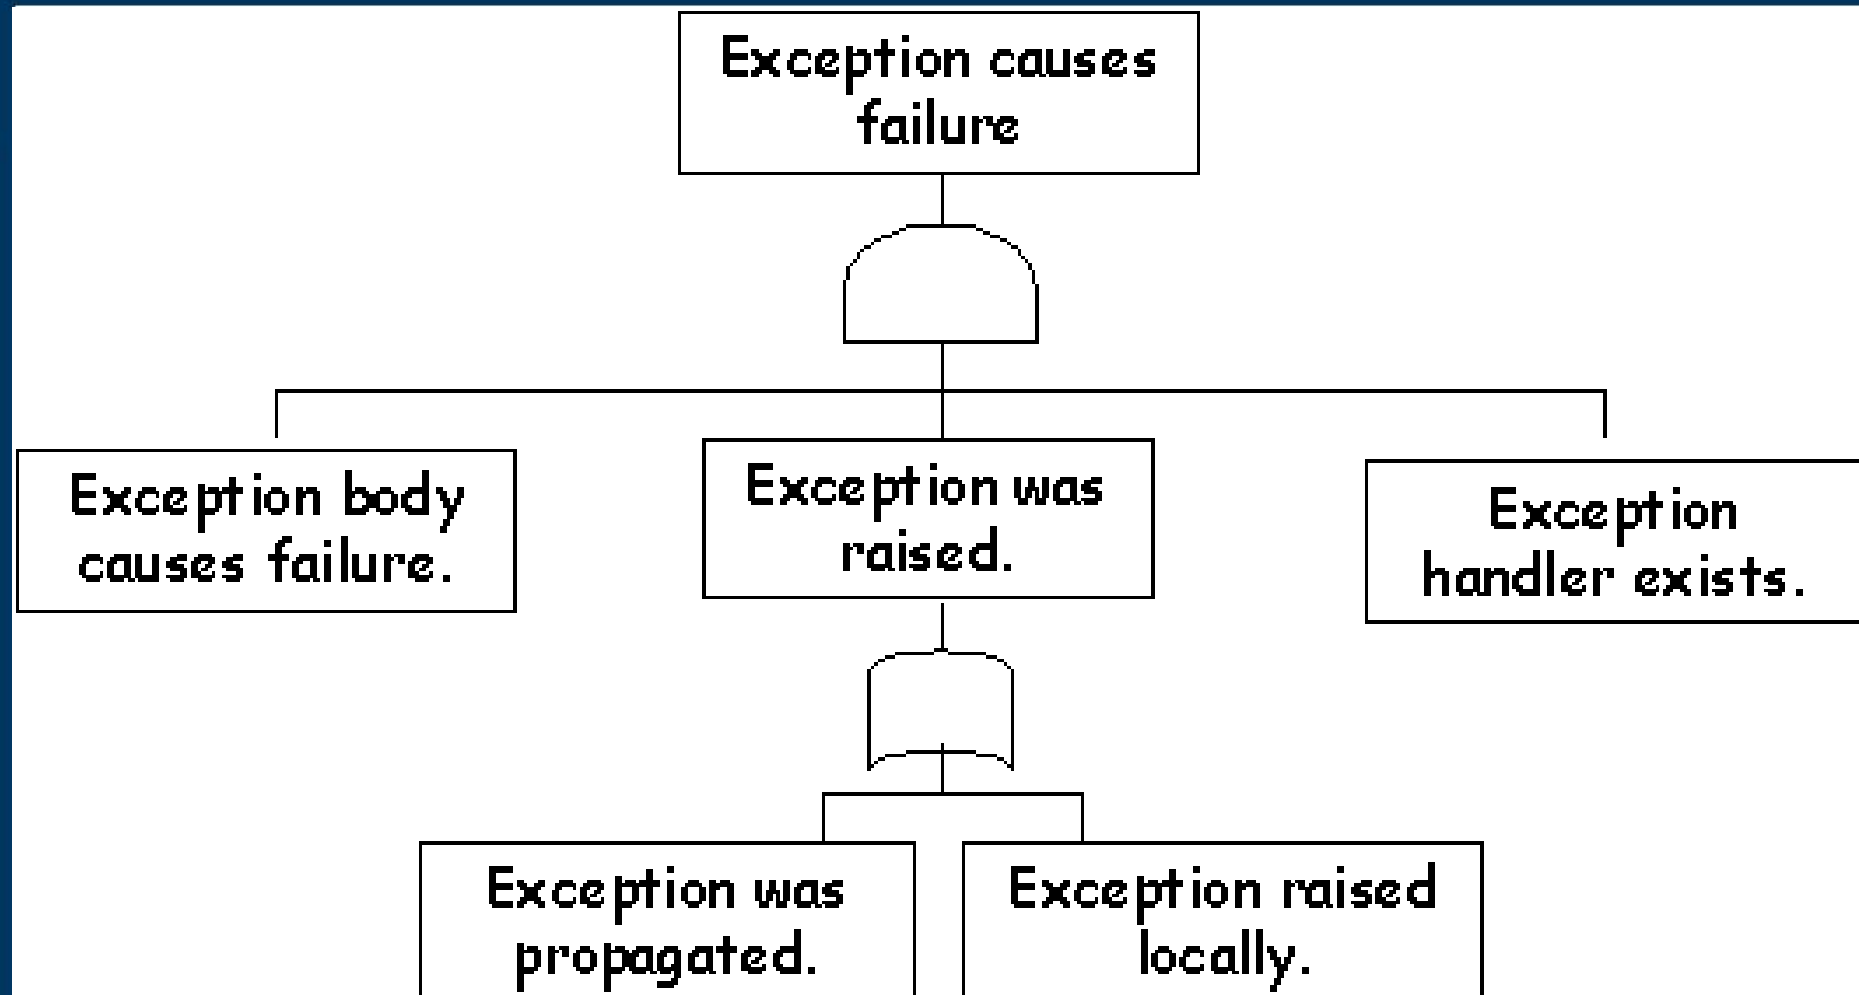 Exception causes
failure
Exception body
causes failure.
Exception was
raised.
Exception
handler exists.
Exception was
propagated.
Exception raised
locally.